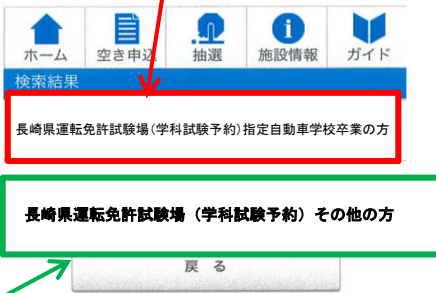 ホーム 空き申込 抽選 施設情報 ガイド
検索結果
長崎県運転免許試験場(学科試験予約)指定自動車学校卒業の方
長崎県運転免許試験場（学科試験予約）その他の方
戻る